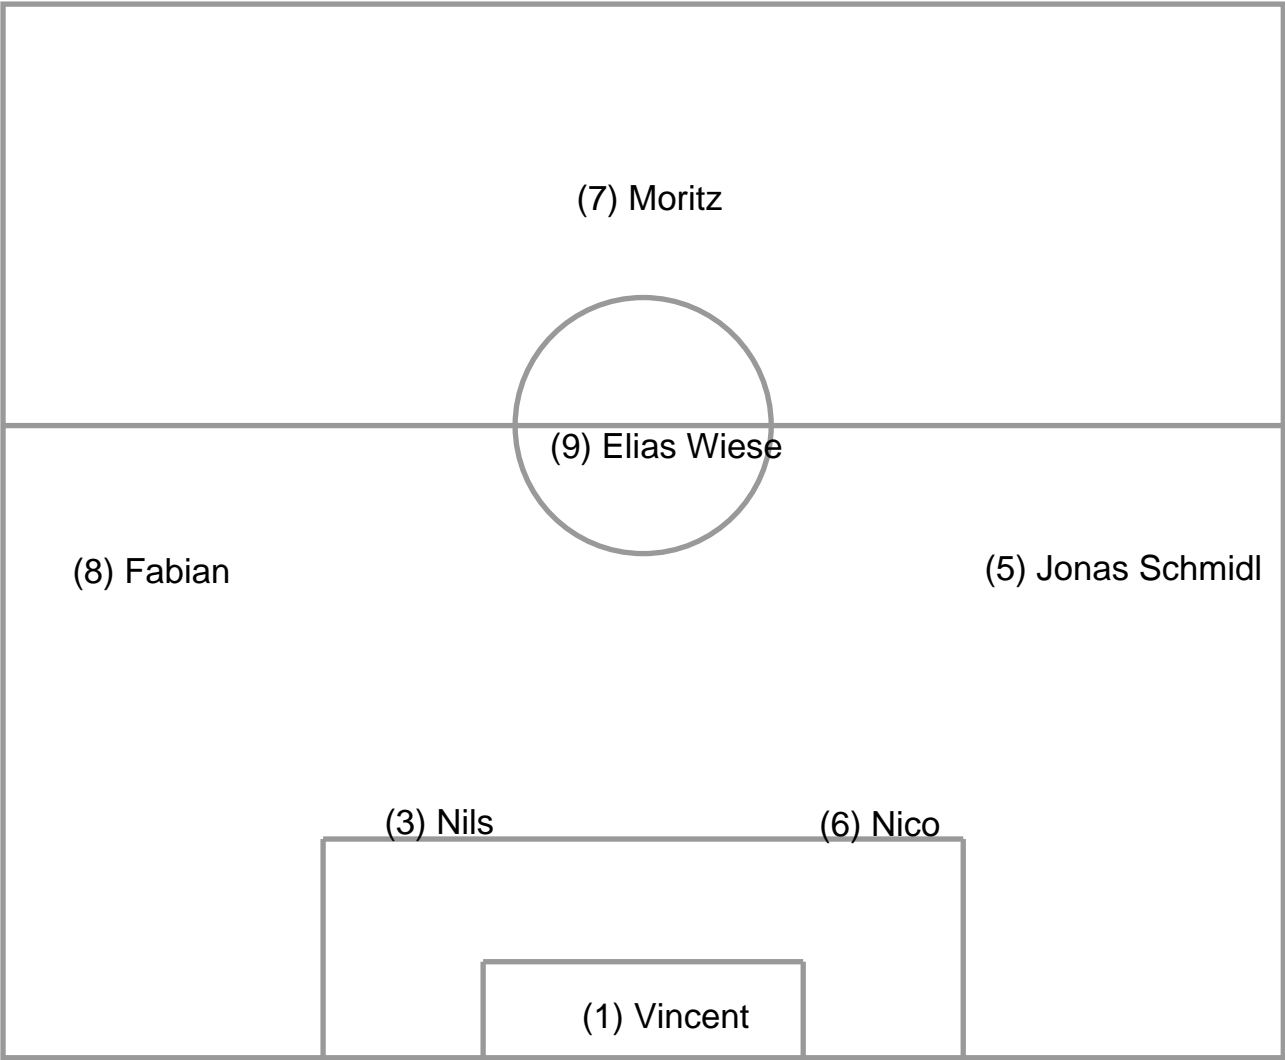 (7) Moritz
(9) Elias Wiese
(8) Fabian
(5) Jonas Schmidl
(3) Nils
(6) Nico
(1) Vincent